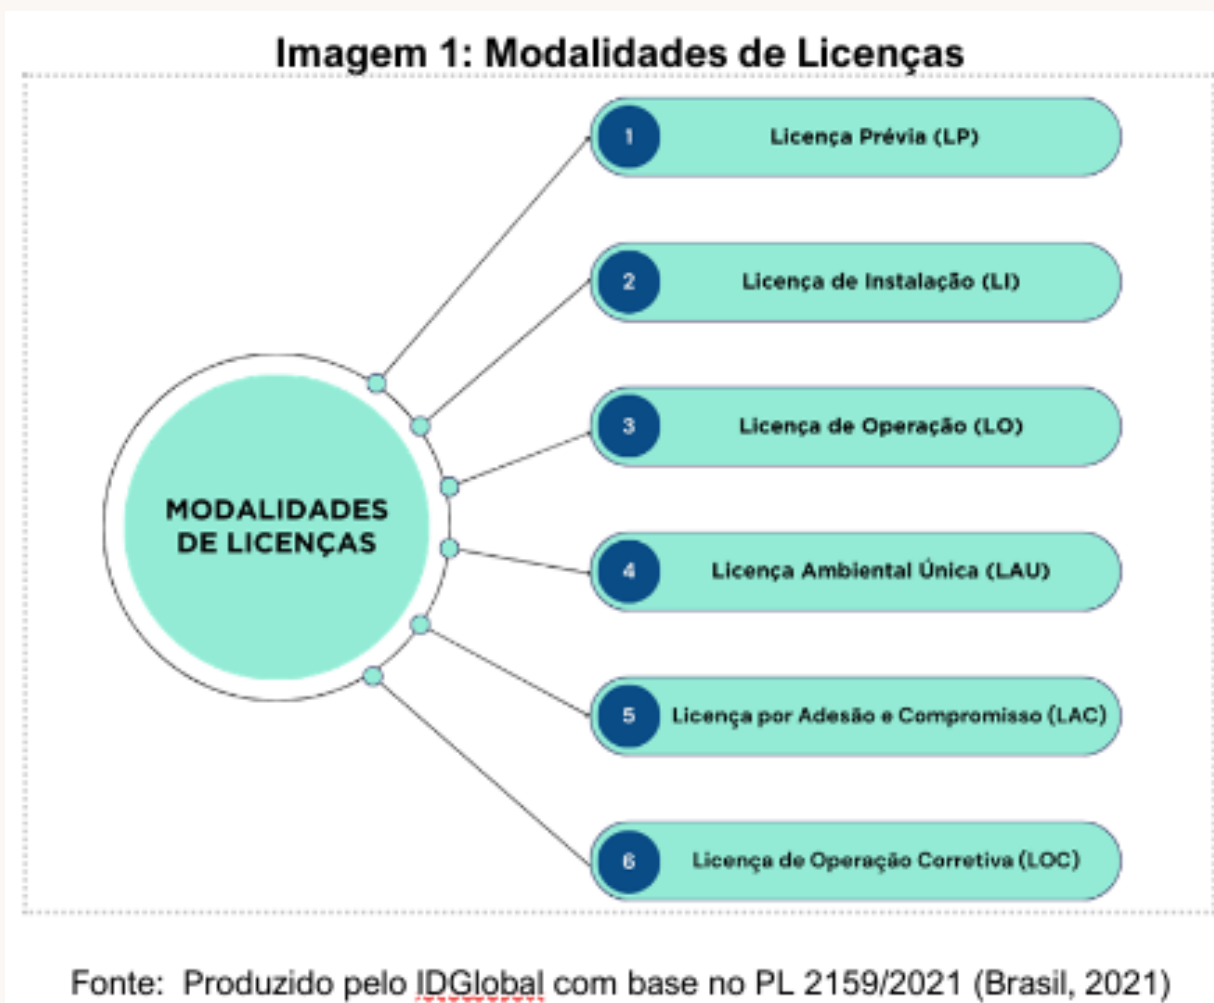 Imagem 1: Modalidades de Licenças
1
Licença Prévia (LP)
2
Licença de Instalação (LI)
3
Licença de Operação (LO)
MODALIDADES
DE LICENÇAS
4
Licença Ambiental Única (LAU)
5
Licença por Adesão e Compromisso (LAC)
6
Licença de Operação Corretiva (LOC)
Fonte:  Produzido pelo IDGlobal com base no PL 2159/2021 (Brasil, 2021)